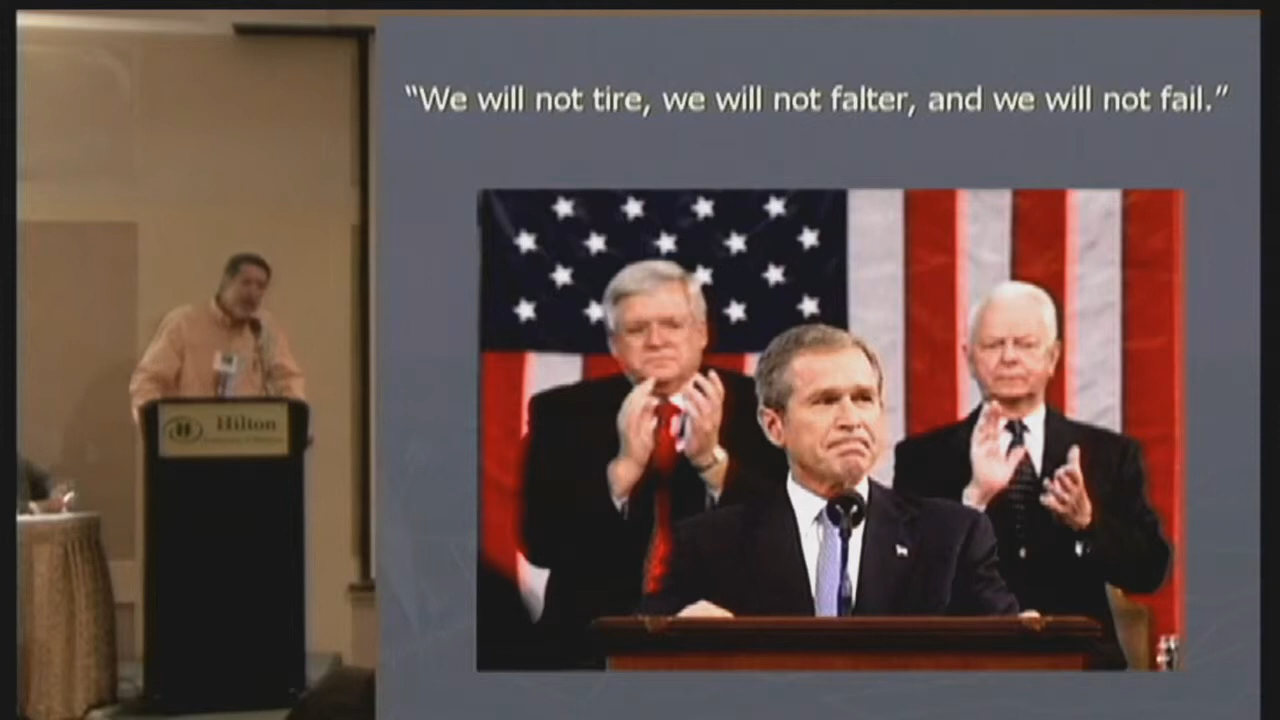 “We will not tire, we will not falter, and we will not fail.”
Hilton